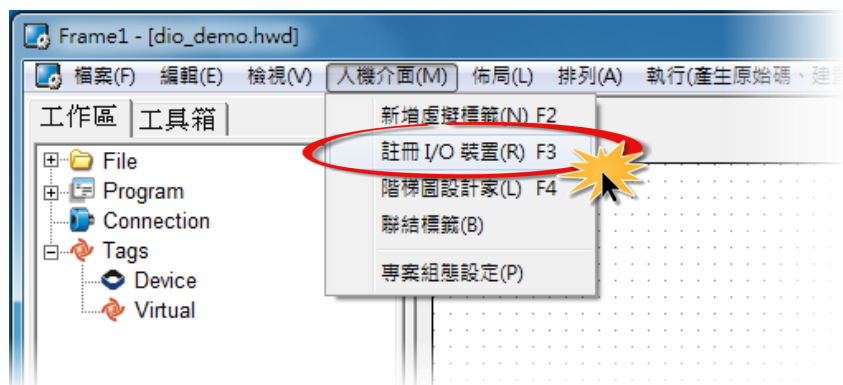 Frame1 - [dio_demo.hwd]
檔案(F) 編輯(E) 檢視(V) 人機介面(M) 佈局(L) 排列(A) 執行(產生原始碼、建
工作區 工具箱
新增虛擬標籤(N) F2
註冊 I/O 裝置(R) F3
階梯圖設計家(L) F4
聯結標籤(B)
專案組態設定(P)
File
Program
Connection
Tags
Device
Virtual